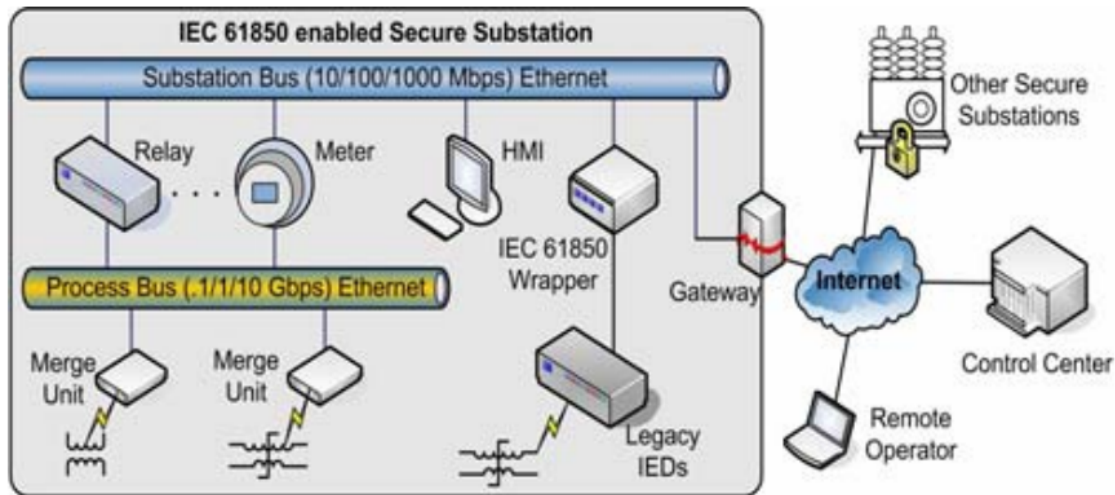 IEC 61850 enabled Secure Substation
Substation Bus (10/100/1000 Mbps) Ethernet
Other Secure
Substations
Relay
Meter
HMI
IEC 61850
Wrapper
Process Bus (.1/1/10 Gbps) Ethernet
Gateway
Internet
Merge
Unit
Merge
Unit
Control Center
Legacy
IEDs
Remote
Operator